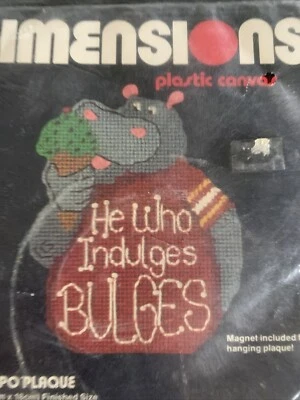 IMENSIONS
plastic canvas
He Who
Indulges
BULGES
Magnet included
hanging plaque!
PO PLAQUE
Finished Size